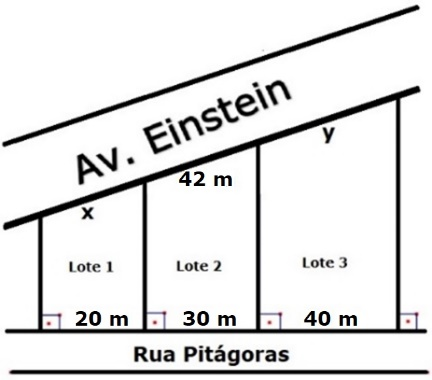 Av. Einstein
y
42 m
x
Lote 1
Lote 2
Lote 3
20 m
30 m
40 m
Rua Pitágoras